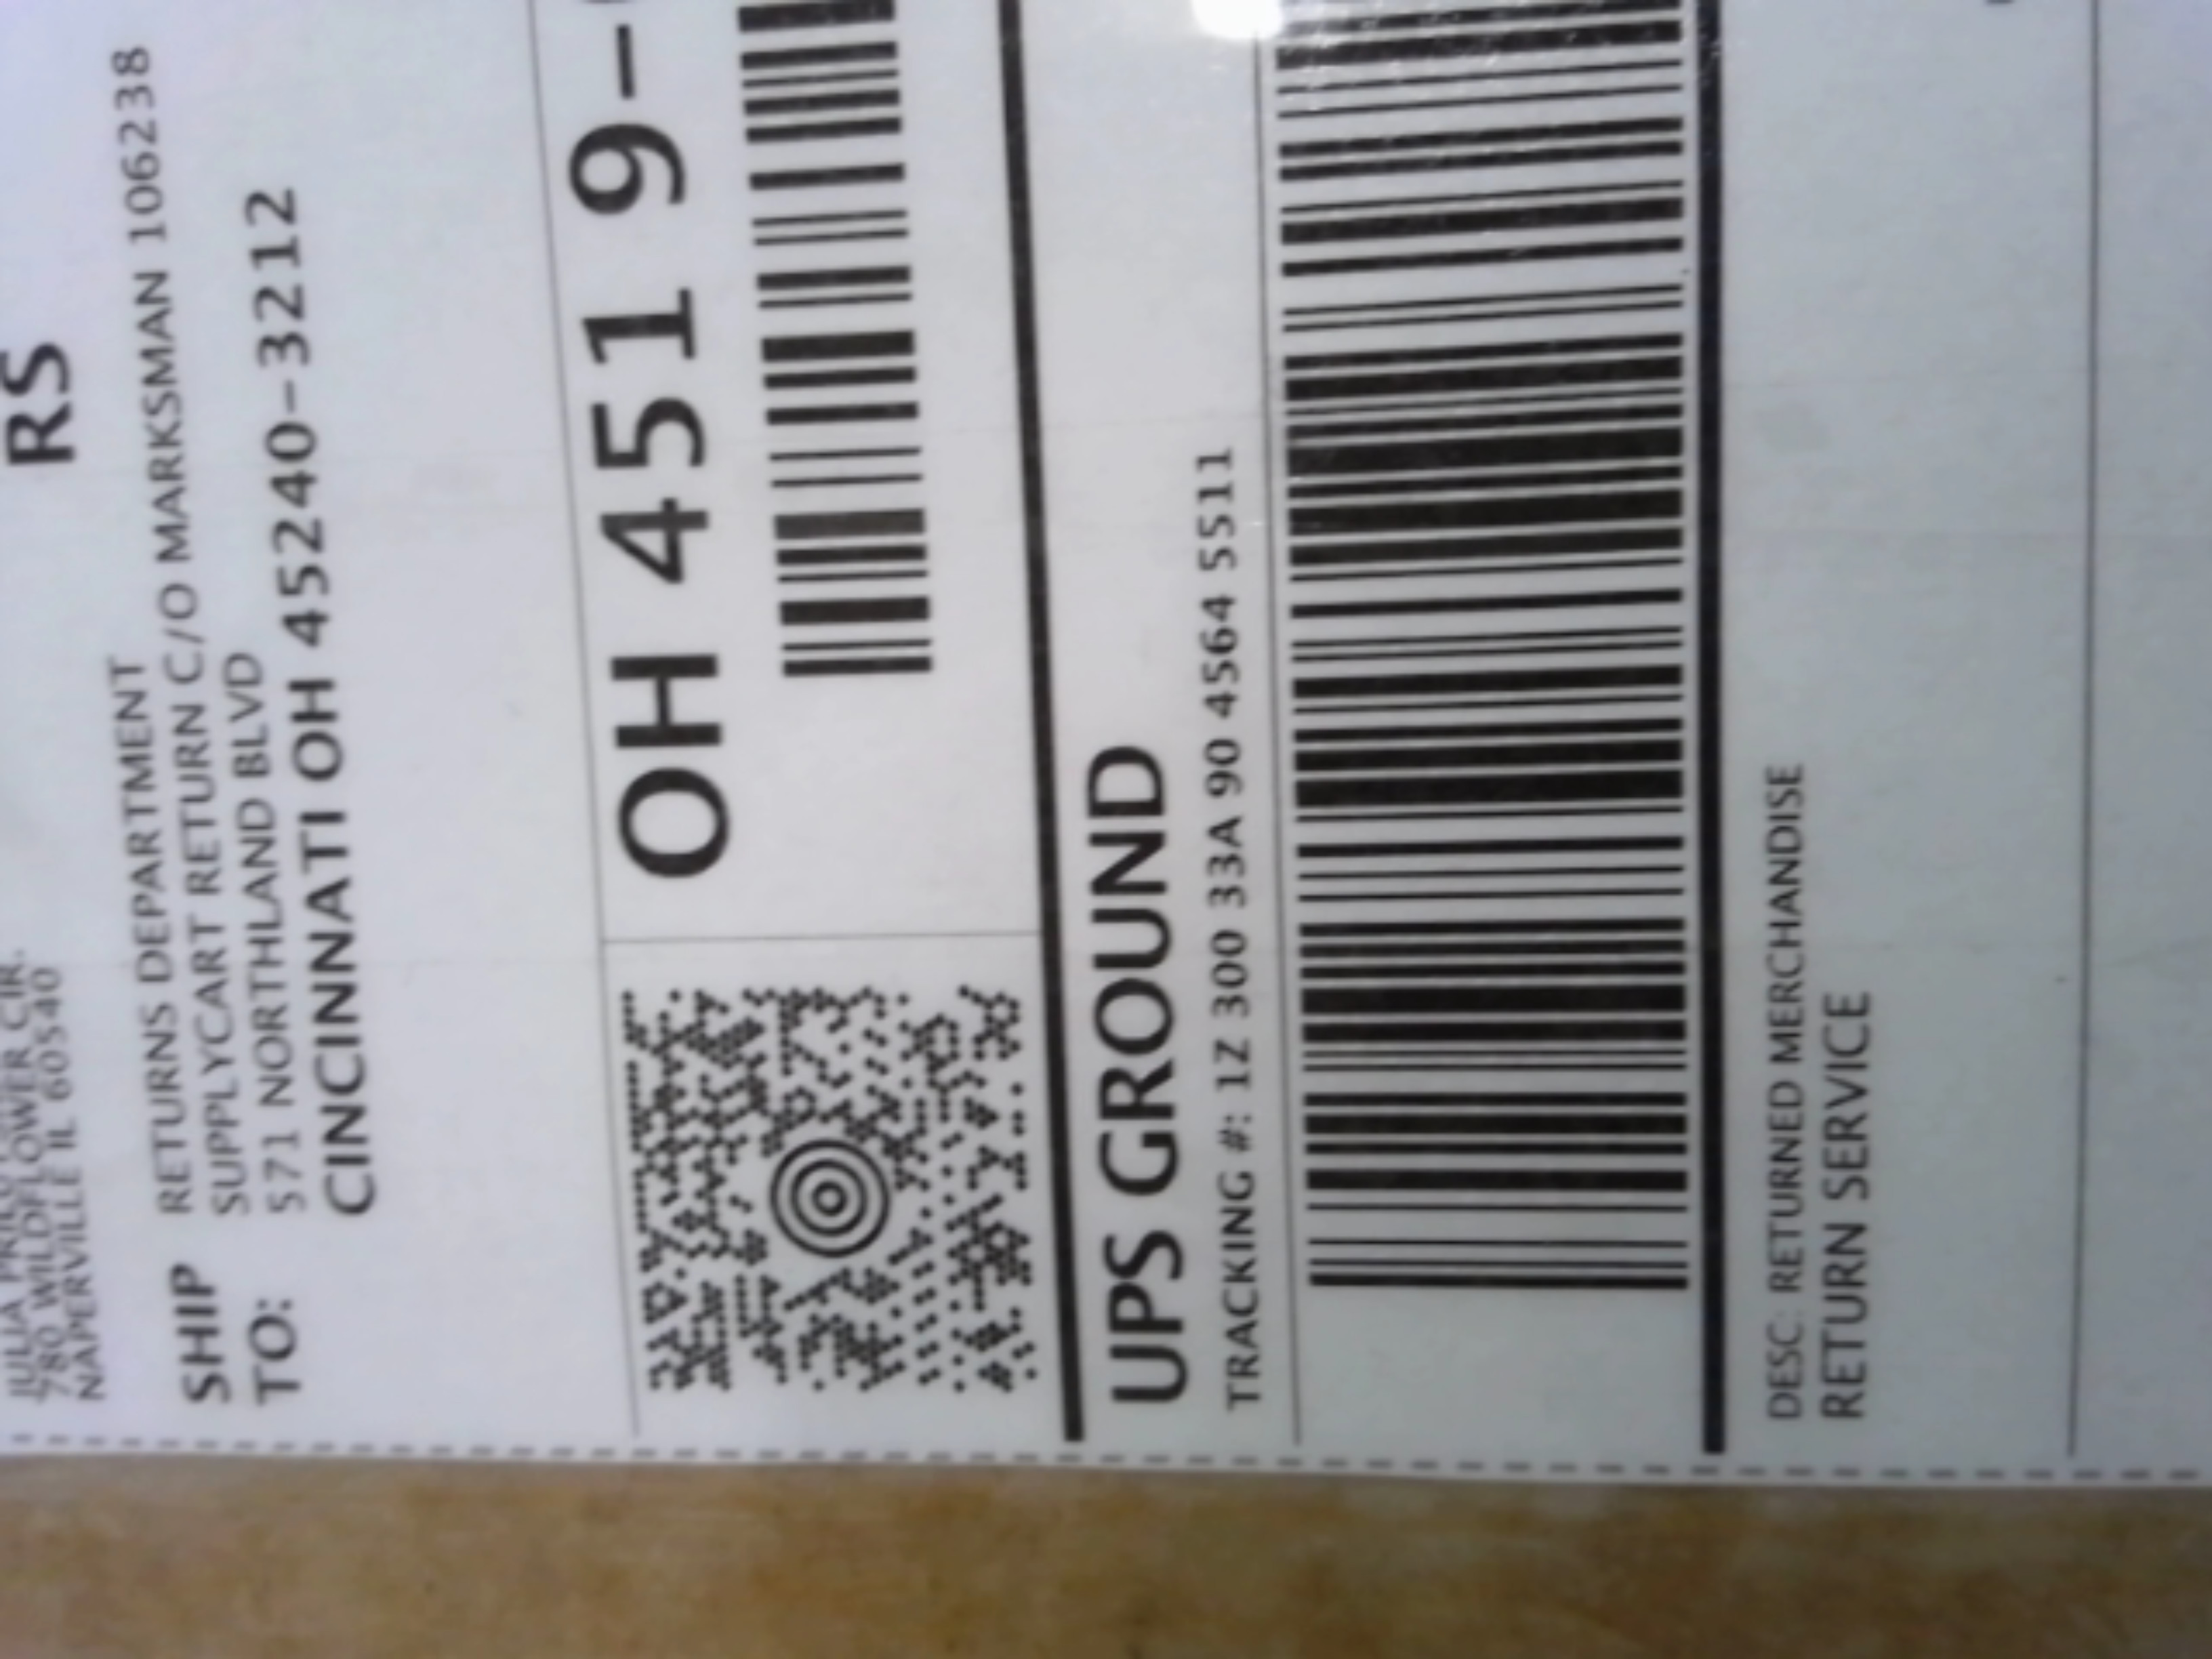 RS
JULIA
780 WILDFLOWER CIR.
NAPERVILLE IL 60540
SHIP TO:
RETURNS DEPARTMENT
SUPPLYCART RETURN C/O MARKSMAN 106238
571 NORTHLAND BLVD
CINCINNATI OH 45240-3212
OH 451 9-
UPS GROUND
TRACKING #: 1Z 300 33A 90 4564 5511
DESC: RETURNED MERCHANDISE
RETURN SERVICE